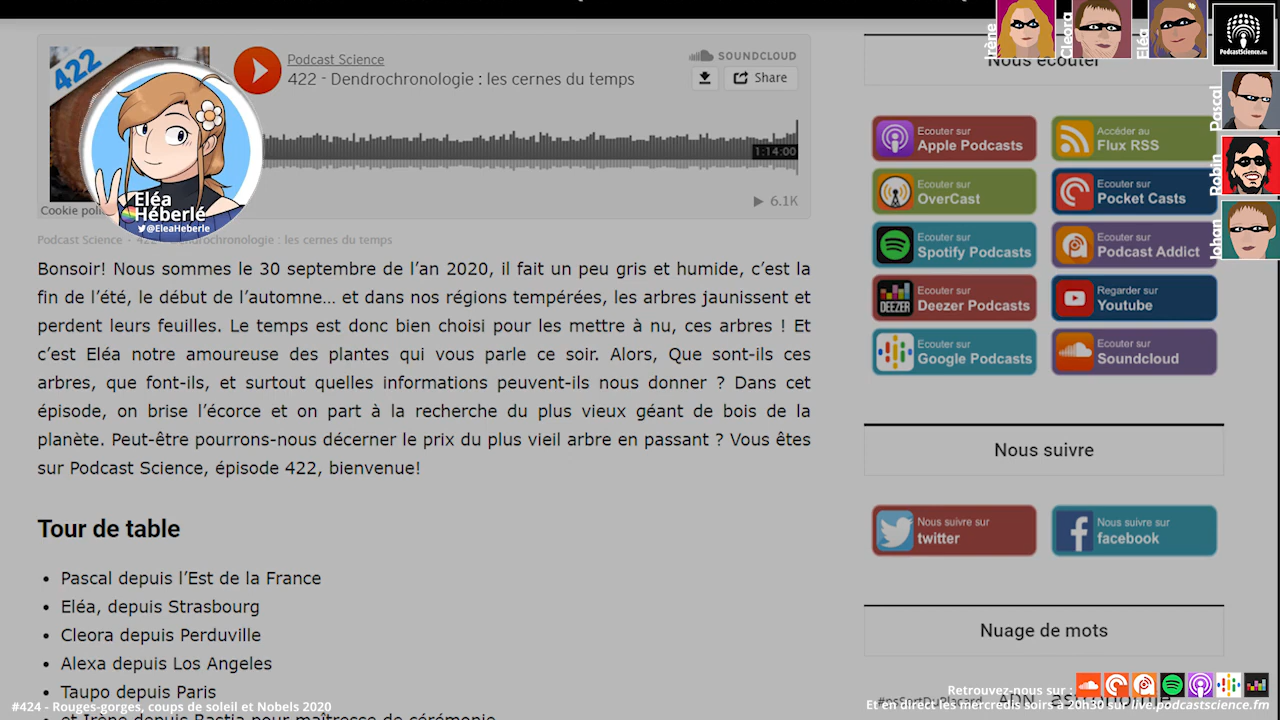 422
Podcast Science
422 - Dendrochronologie : les cernes du temps
SOUNDCLOUD
Share
1:14:00
6.1K
Cookie poli
Eléa
Héberlé
@EleaHeberle
Podcast Science - 422 - Dendrochronologie : les cernes du temps
Bonsoir! Nous sommes le 30 septembre de l'an 2020, il fait un peu gris et humide, c'est la
fin de l'été, le début de l'automne… et dans nos régions tempérées, les arbres jaunissent et
perdent leurs feuilles. Le temps est donc bien choisi pour les mettre à nu, ces arbres ! Et
c'est Eléa notre amoureuse des plantes qui vous parle ce soir. Alors, Que sont-ils ces
arbres, que font-ils, et surtout quelles informations peuvent-ils nous donner ? Dans cet
épisode, on brise l'écorce et on part à la recherche du plus vieux géant de bois de la
planète. Peut-être pourrons-nous décerner le prix du plus vieil arbre en passant ? Vous êtes
sur Podcast Science, épisode 422, bienvenue!
Tour de table
• Pascal depuis l'Est de la France
• Eléa, depuis Strasbourg
• Cleora depuis Perduville
• Alexa depuis Los Angeles
• Taupo depuis Paris
• et Irène depuis Bastia pour maîtresse de cérémonie
#424 - Rouges-gorges, coups de soleil et Nobels 2020
Irène
Cleora
Eléa
PodcastScience.fm
Pascal
Robin
Johan
Nous écouter
Ecouter sur
Apple Podcasts
Accéder au
Flux RSS
Ecouter sur
OverCast
Ecouter sur
Pocket Casts
Ecouter sur
Spotify Podcasts
Ecouter sur
Podcast Addict
DEEZER
Ecouter sur
Deezer Podcasts
Regarder sur
Youtube
Ecouter sur
Google Podcasts
Ecouter sur
Soundcloud
Nous suivre
Nous suivre sur
twitter
Nous suivre sur
facebook
Nuage de mots
ADN
Retrouvez-nous sur :
Et en direct les mercredis soirs à 20h30 sur live.podcastscience.fm